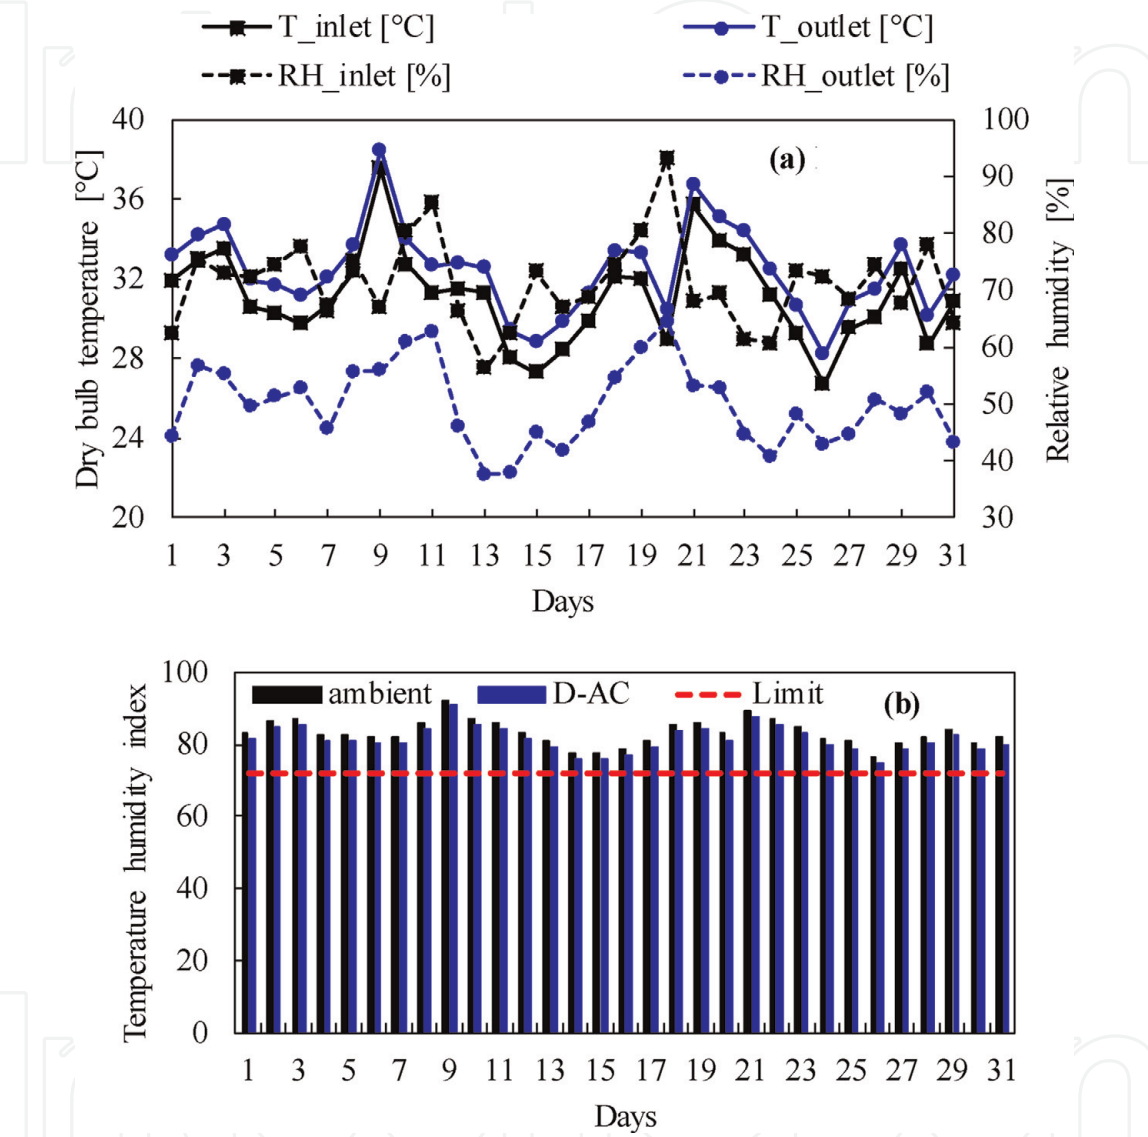 T_inlet [°C] T_outlet [°C]
RH_inlet [%] RH_outlet [%]
(a)
Dry bulb temperature [°C]
40
36
32
28
24
20
Relative humidity [%]
100
90
80
70
60
50
40
30
1 3 5 7 9 11 13 15 17 19 21 23 25 27 29 31
Days
ambient D-AC Limit (b)
Temperature humidity index
100
80
60
40
20
0
1 3 5 7 9 11 13 15 17 19 21 23 25 27 29 31
Days